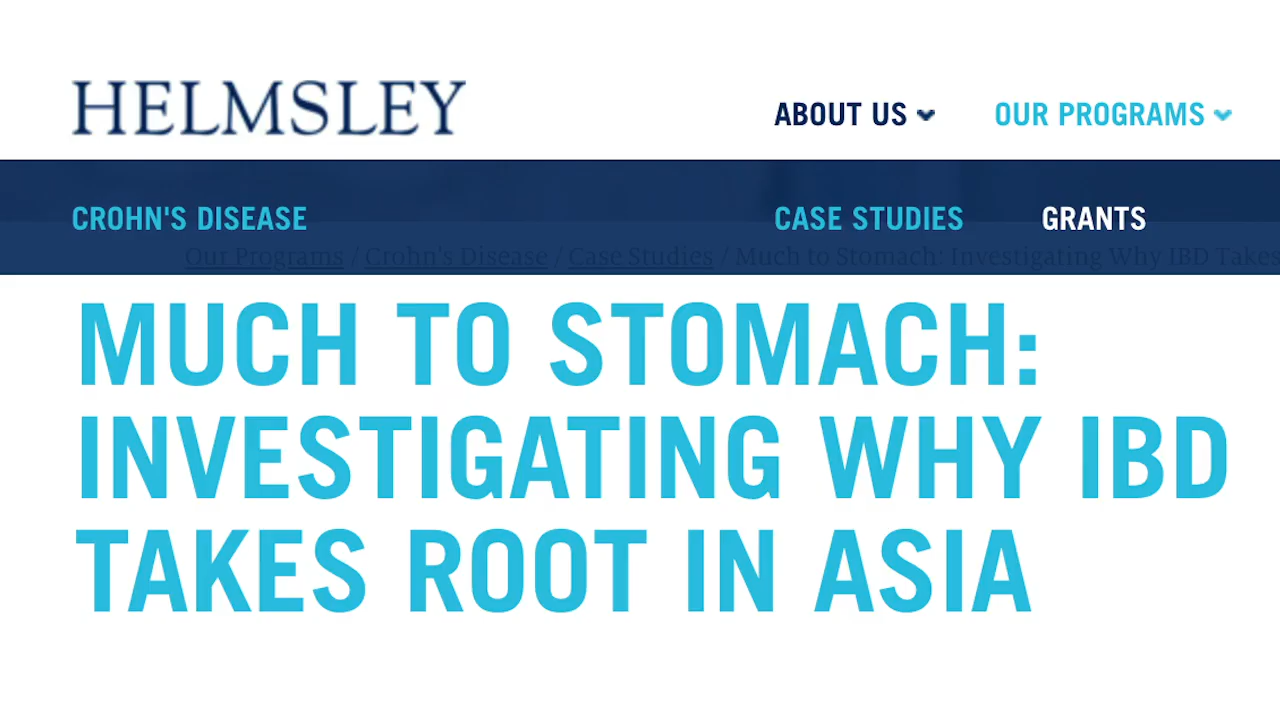 HELMSLEY
ABOUT US
OUR PROGRAMS
CROHN'S DISEASE
CASE STUDIES
GRANTS
Our Programs / Crohn's Disease / Case Studies / Much to Stomach: Investigating Why IBD Takes
MUCH TO STOMACH:
INVESTIGATING WHY IBD
TAKES ROOT IN ASIA